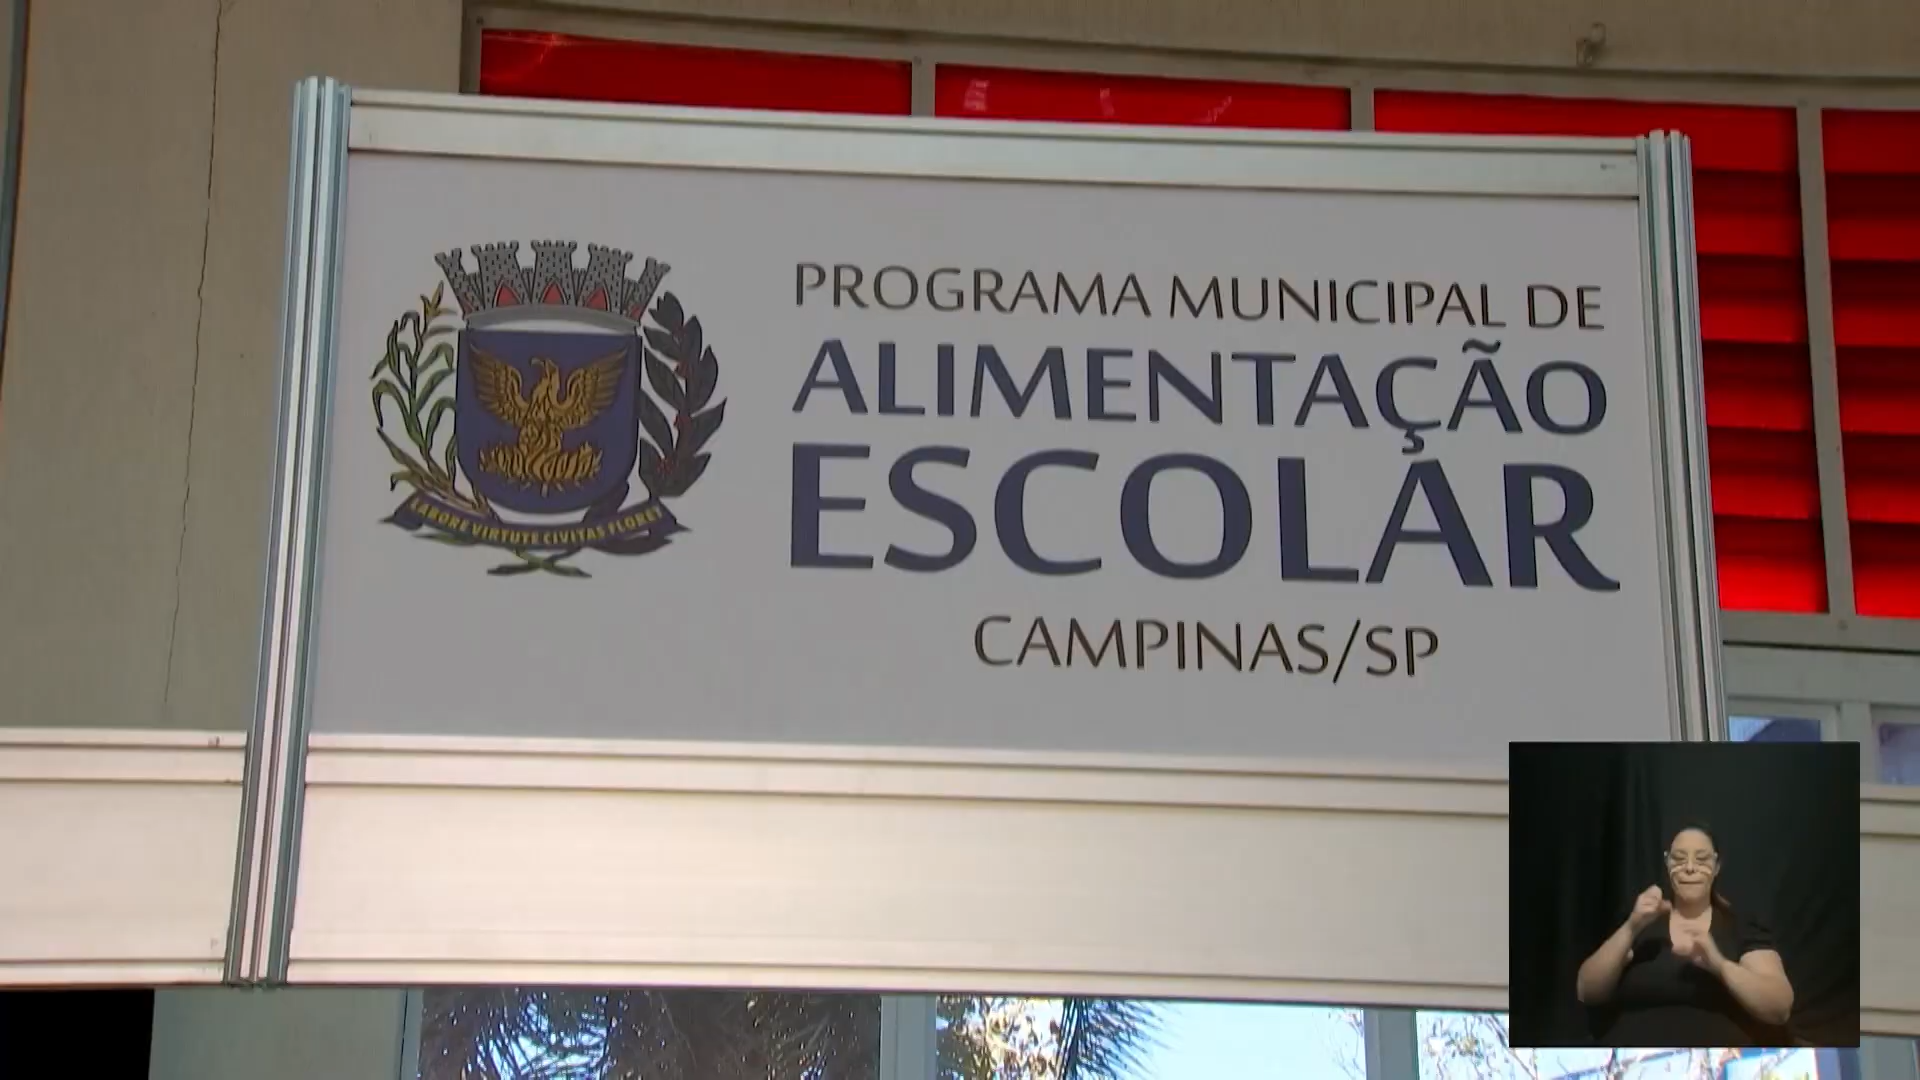 PROGRAMA MUNICIPAL DE
ALIMENTAÇÃO
ESCOLAR
CAMPINAS/SP
LABORE VIRTUTE CIVITAS FLORET